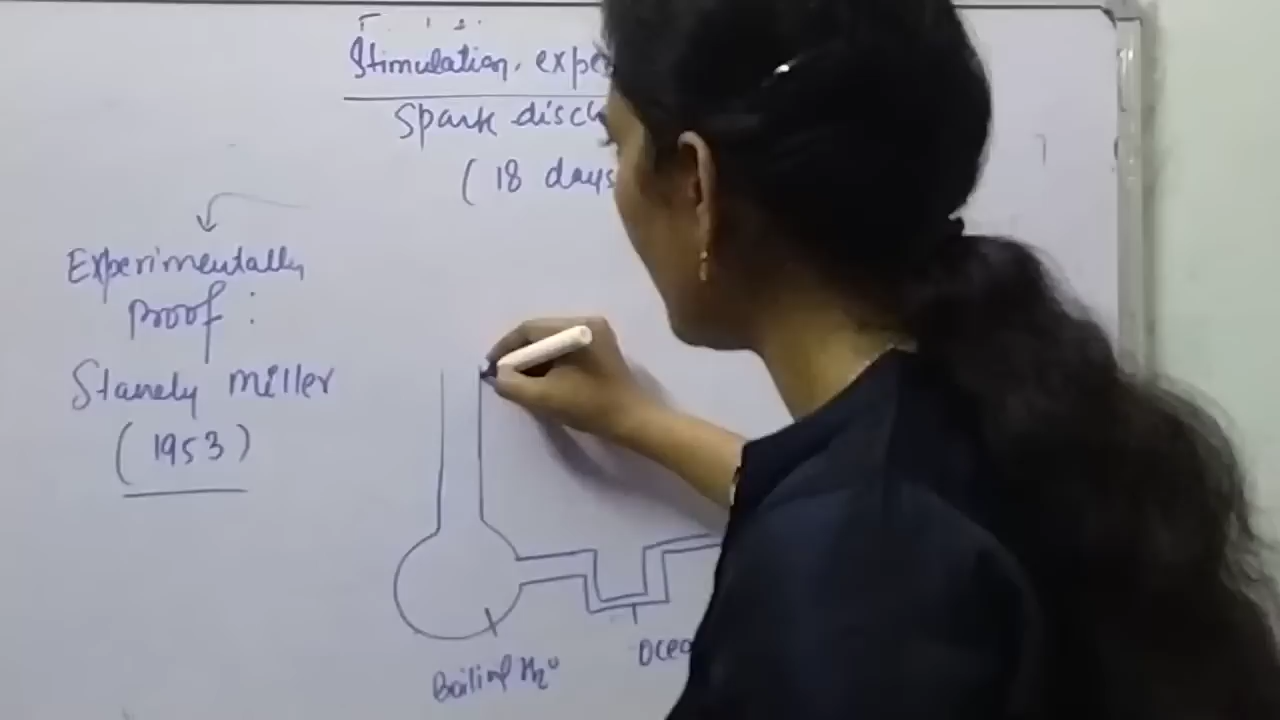 Stimulation. expe
Spark disch
( 18 days
Experimentally
Proof :
Stanely miller
( 1953 )
Boiling H2O
Ocea